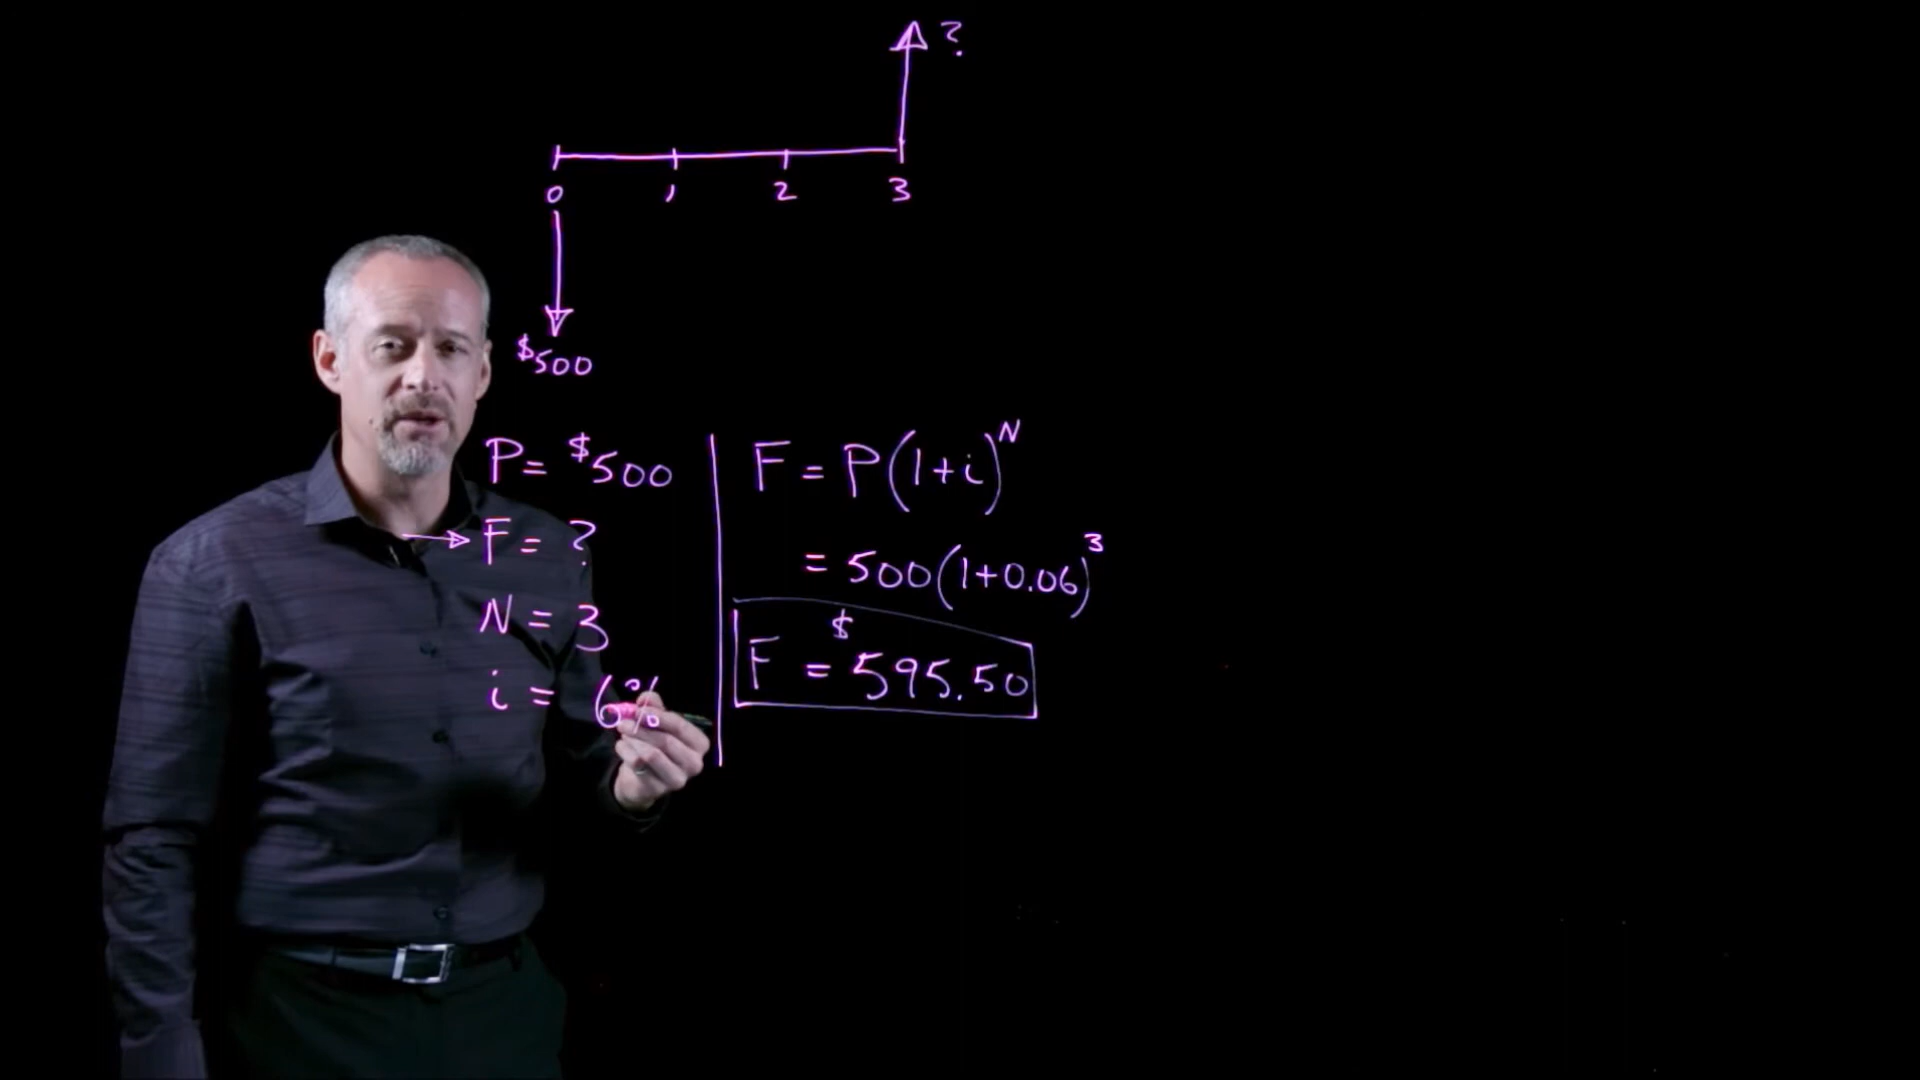 ?
0 1 2 3
$500
P = $500
F = ?
N = 3
i = 6%
F = P(1+i)^N
= 500(1+0.06)^3
F = $595.50